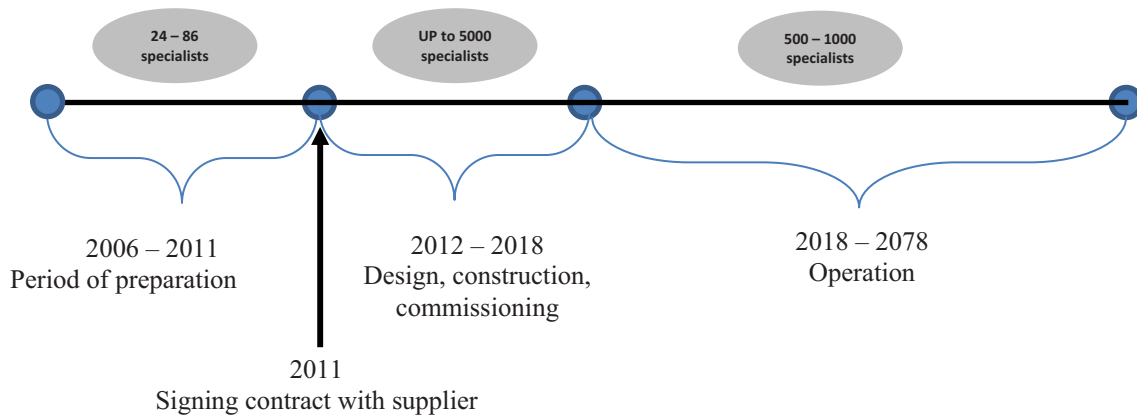 24 – 86
specialists
UP to 5000
specialists
500 – 1000
specialists
2006 – 2011
Period of preparation
2012 – 2018
Design, construction,
commissioning
2018 – 2078
Operation
2011
Signing contract with supplier